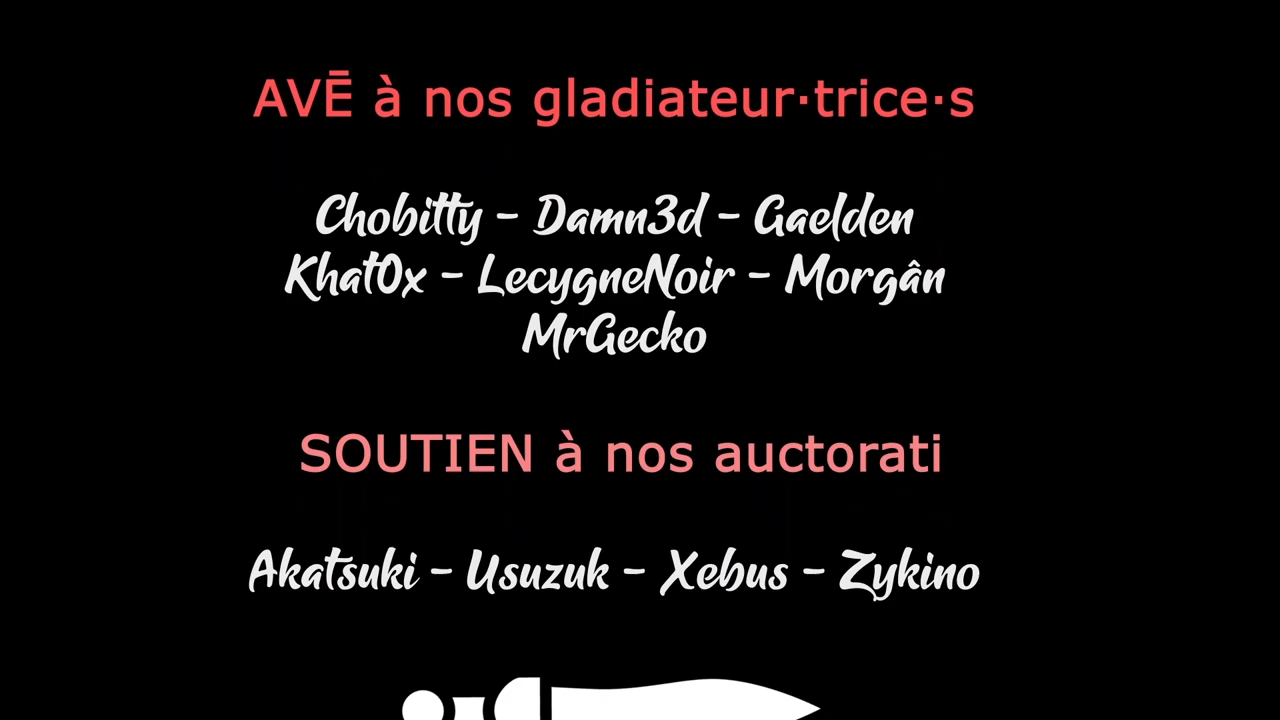 AVĒ à nos gladiateur·trice·s
Chobitty – Damn3d – Gaelden
Khat0x – LecygneNoir – Morgân
MrGecko
SOUTIEN à nos auctorati
Akatsuki – Usuzuk – Xebus – Zykino